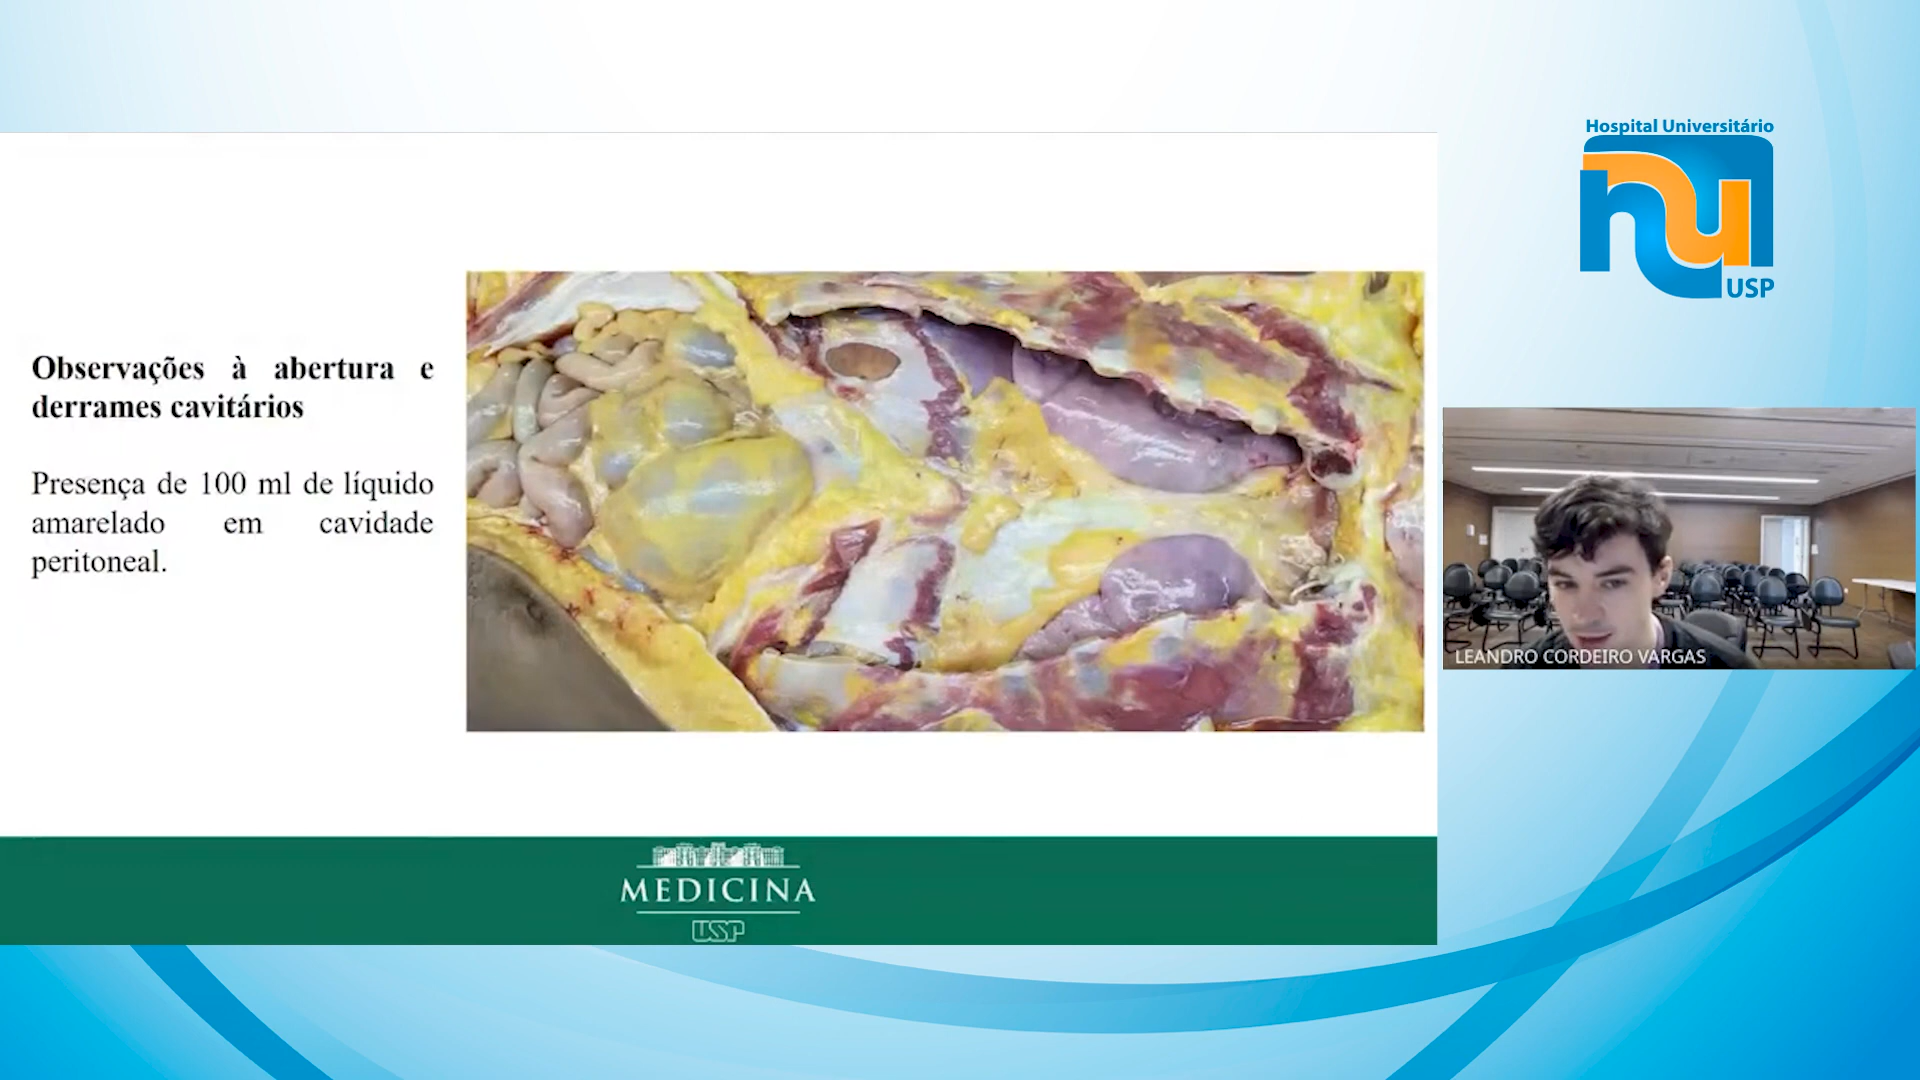 Hospital Universitário
hu
USP
Observações à abertura e
derrames cavitários
Presença de 100 ml de líquido
amarelado em cavidade
peritoneal.
LEANDRO CORDEIRO VARGAS
MEDICINA
USP